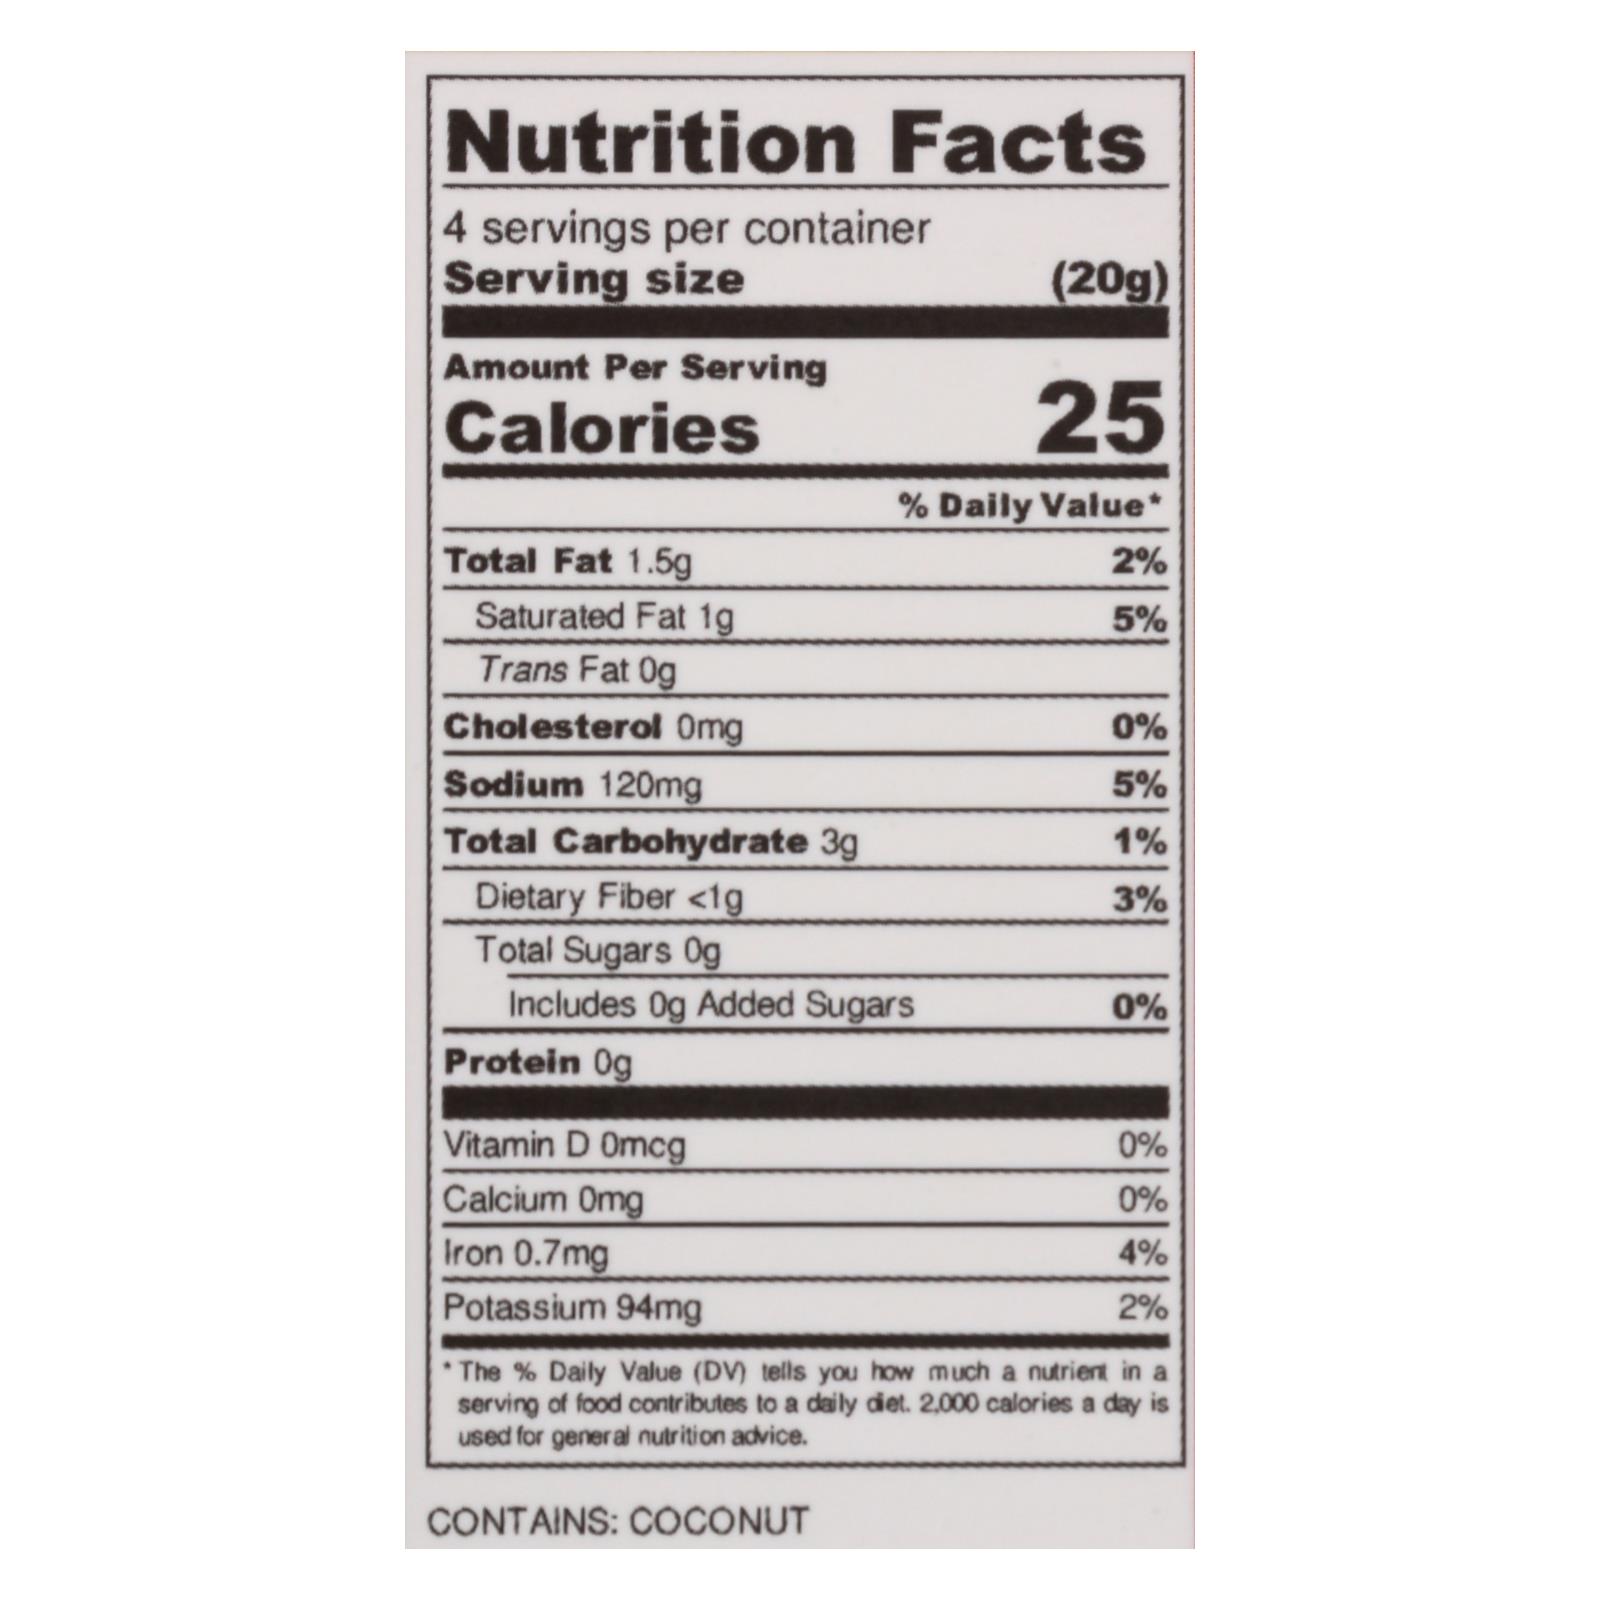 Nutrition Facts
4 servings per container
Serving size (20g)
Amount Per Serving
Calories 25
% Daily Value*
Total Fat 1.5g 2%
Saturated Fat 1g 5%
Trans Fat 0g
Cholesterol 0mg 0%
Sodium 120mg 5%
Total Carbohydrate 3g 1%
Dietary Fiber <1g 3%
Total Sugars 0g
Includes 0g Added Sugars 0%
Protein 0g
Vitamin D 0mcg 0%
Calcium 0mg 0%
Iron 0.7mg 4%
Potassium 94mg 2%
* The % Daily Value (DV) tells you how much a nutrient in a
serving of food contributes to a daily diet. 2,000 calories a day is
used for general nutrition advice.
CONTAINS: COCONUT